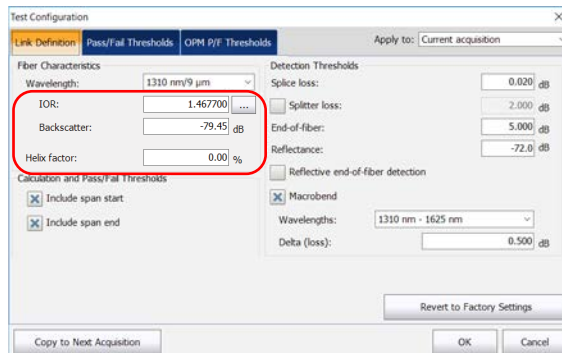 Test Configuration
Link Definition Pass/Fail Thresholds OPM P/F Thresholds Apply to: Current acquisition
Fiber Characteristics
Wavelength: 1310 nm/9 µm
IOR: 1.467700 ...
Backscatter: -79.45 dB
Helix factor: 0.00 %
Calculation and Pass/Fail Thresholds
Include span start
Include span end
Detection Thresholds
Splice loss: 0.020 dB
Splitter loss: 2.000 dB
End-of-fiber: 5.000 dB
Reflectance: -72.0 dB
Reflective end-of-fiber detection
Macrobend
Wavelengths: 1310 nm - 1625 nm
Delta (loss): 0.500 dB
Revert to Factory Settings
Copy to Next Acquisition OK Cancel